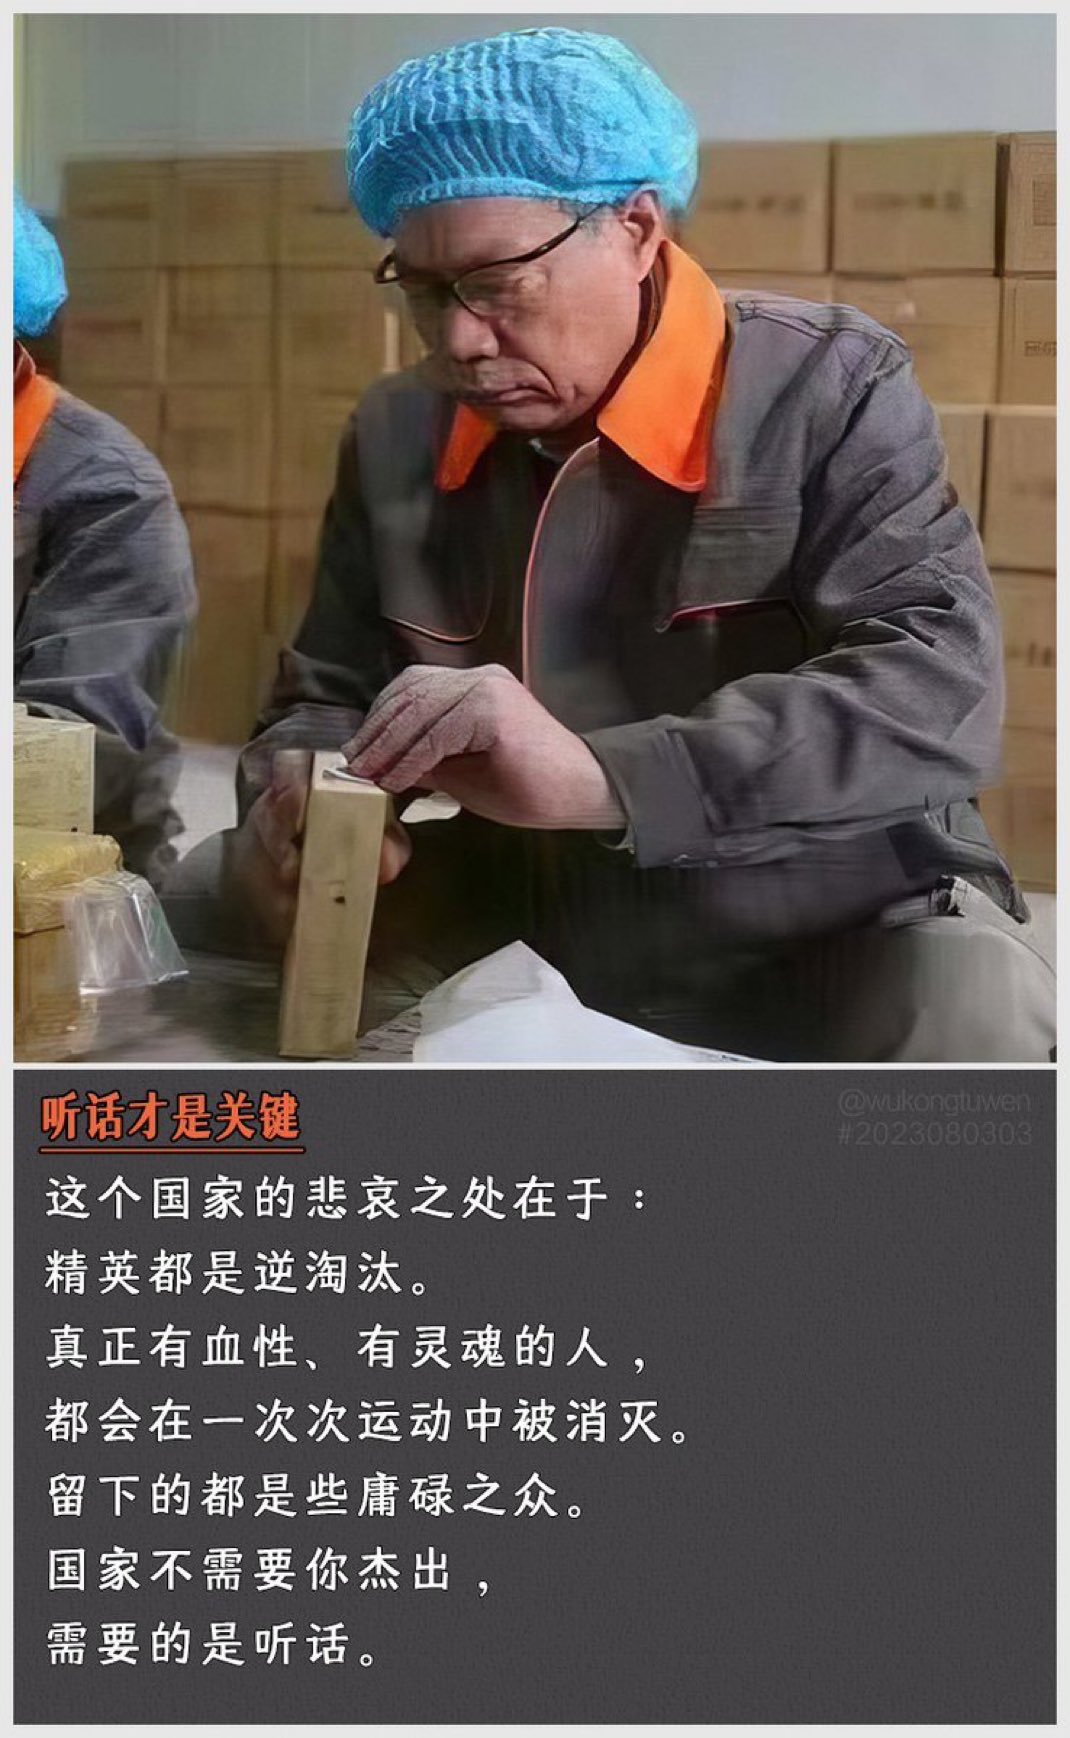 听话才是关键
@wukongtuwen
#2023080303
这个国家的悲哀之处在于：
精英都是逆淘汰。
真正有血性、有灵魂的人，
都会在一次次运动中被消灭。
留下的都是些庸碌之众。
国家不需要你杰出，
需要的是听话。